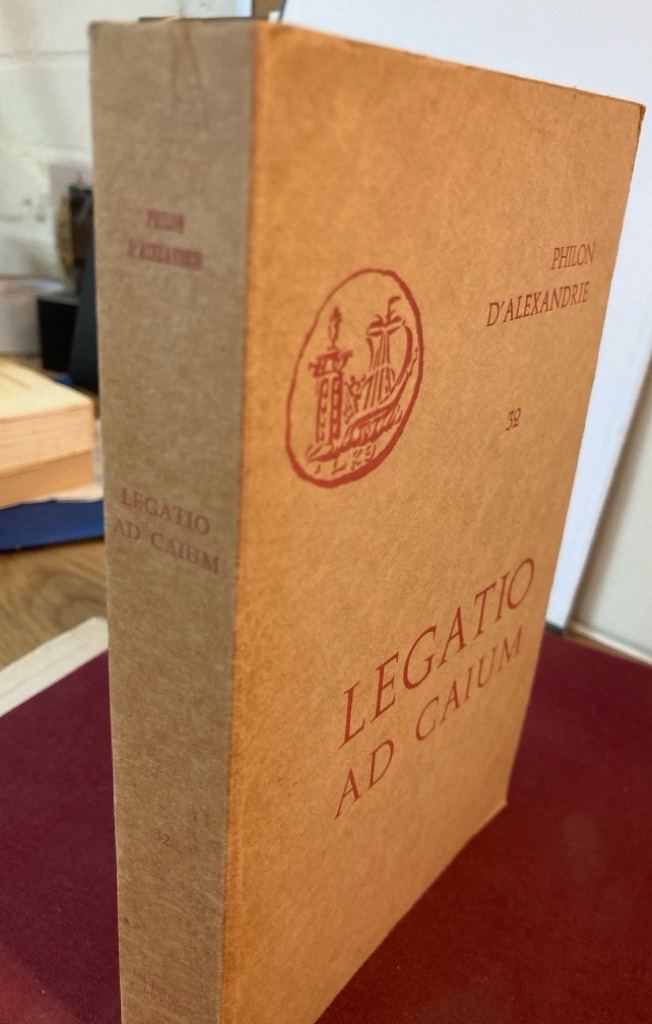 PHILON
D'ALEXANDRIE
LEGATIO
AD CAIUM
32
PHILON
D'ALEXANDRIE
32
LEGATIO
AD CAIUM